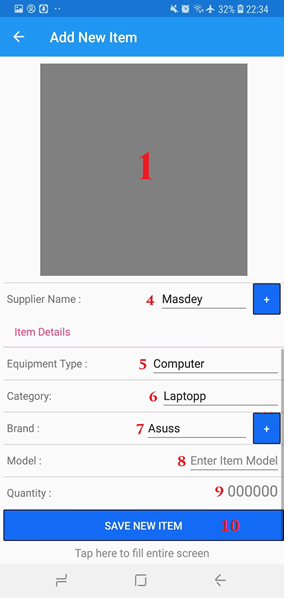 32% 22:34
Add New Item
1
Supplier Name : 4 Masdey +
Item Details
Equipment Type : 5 Computer
Category: 6 Laptopp
Brand : 7 Asuss +
Model : 8 Enter Item Model
Quantity : 9 000000
SAVE NEW ITEM 10
Tap here to fill entire screen